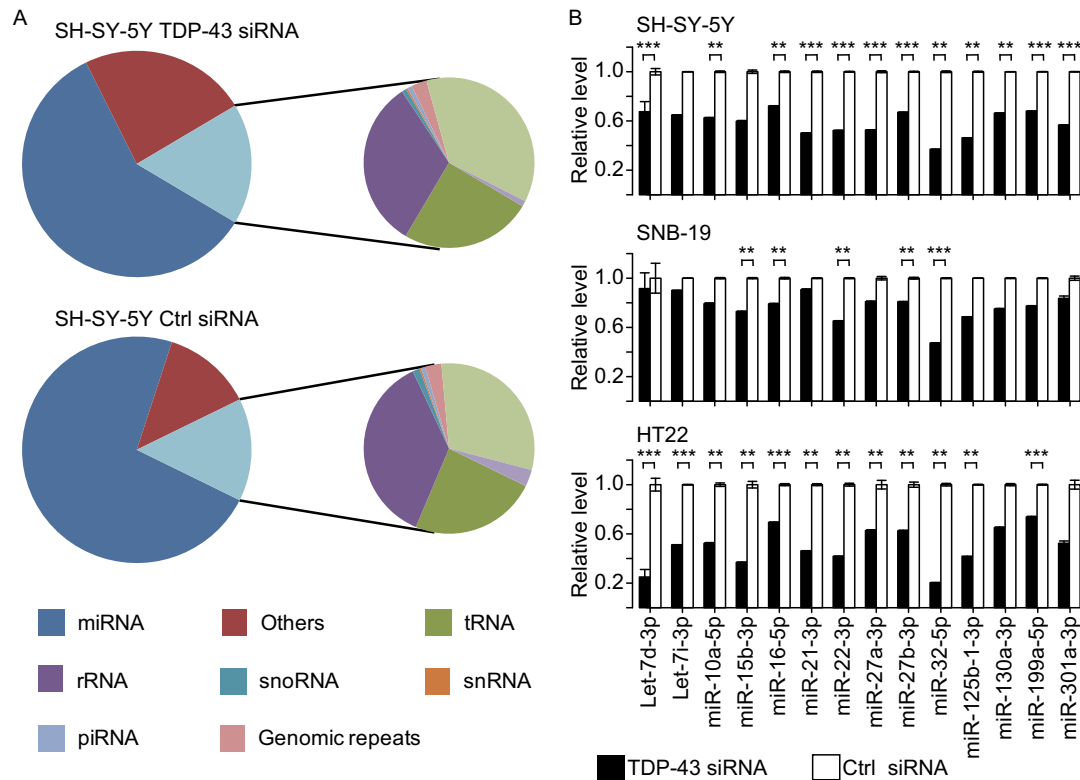 A
SH-SY-5Y TDP-43 siRNA
SH-SY-5Y Ctrl siRNA
miRNA
Others
tRNA
rRNA
snoRNA
snRNA
piRNA
Genomic repeats
B
SH-SY-5Y
*** ** ** *** *** *** *** ** ** ** *** ***
Relative level
1.0
0.6
0.2
SNB-19
** ** ** ** ***
Relative level
1.0
0.6
0.2
HT22
*** *** ** ** *** ** ** ** ** ** ** ***
Relative level
1.0
0.6
0.2
Let-7d-3p
Let-7i-3p
miR-10a-5p
miR-15b-3p
miR-16-5p
miR-21-3p
miR-22-3p
miR-27a-3p
miR-27b-3p
miR-32-5p
miR-125b-1-3p
miR-130a-3p
miR-199a-5p
miR-301a-3p
TDP-43 siRNA
Ctrl siRNA